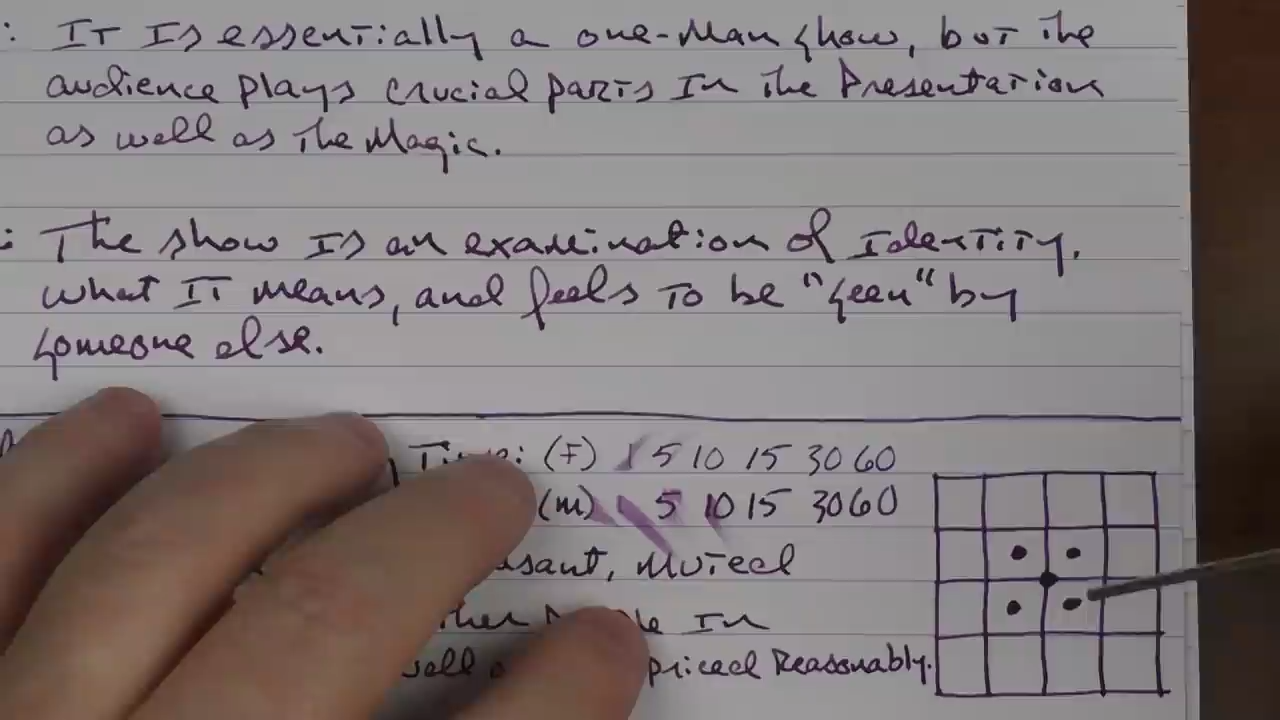 : It Is essentially a one-Man show, but the
audience plays crucial parts In the Presentation
as well as the Magic.
: The show Is an examination of Identity.
what It means, and feels To be "seen" by
someone else.
(F) 1 5 10 15 30 60
(M) 1 5 10 15 30 60
Muted
In
priced Reasonably.